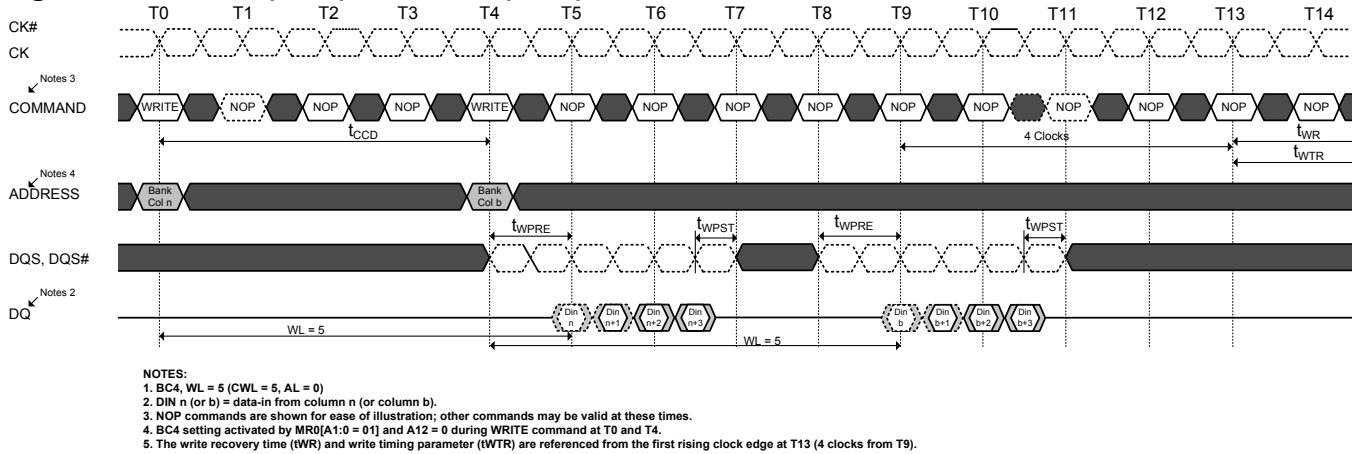 T0 T1 T2 T3 T4 T5 T6 T7 T8 T9 T10 T11 T12 T13 T14
CK#
CK
Notes 3
COMMAND WRITE NOP NOP NOP WRITE NOP NOP NOP NOP NOP NOP NOP NOP NOP NOP
tCCD 4 Clocks tWR
tWTR
Notes 4
ADDRESS Bank Col n Bank Col b
tWPRE tWPST tWPRE tWPST
DQS, DQS#
Notes 2
DQ Din n Din n+1 Din n+2 Din n+3 Din b Din b+1 Din b+2 Din b+3
WL = 5 WL = 5
NOTES:
1. BC4, WL = 5 (CWL = 5, AL = 0)
2. DIN n (or b) = data-in from column n (or column b).
3. NOP commands are shown for ease of illustration; other commands may be valid at these times.
4. BC4 setting activated by MR0[A1:0 = 01] and A12 = 0 during WRITE command at T0 and T4.
5. The write recovery time (tWR) and write timing parameter (tWTR) are referenced from the first rising clock edge at T13 (4 clocks from T9).